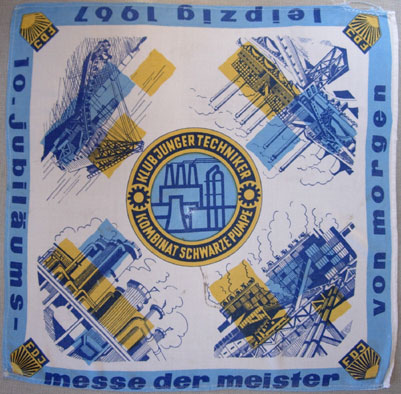 10. jubiläums-
messe der meister
von morgen
leipzig 1967
KLUB JUNGER TECHNIKER
KOMBINAT SCHWARZE PUMPE
FDJ
FDJ
FDJ
FDJ